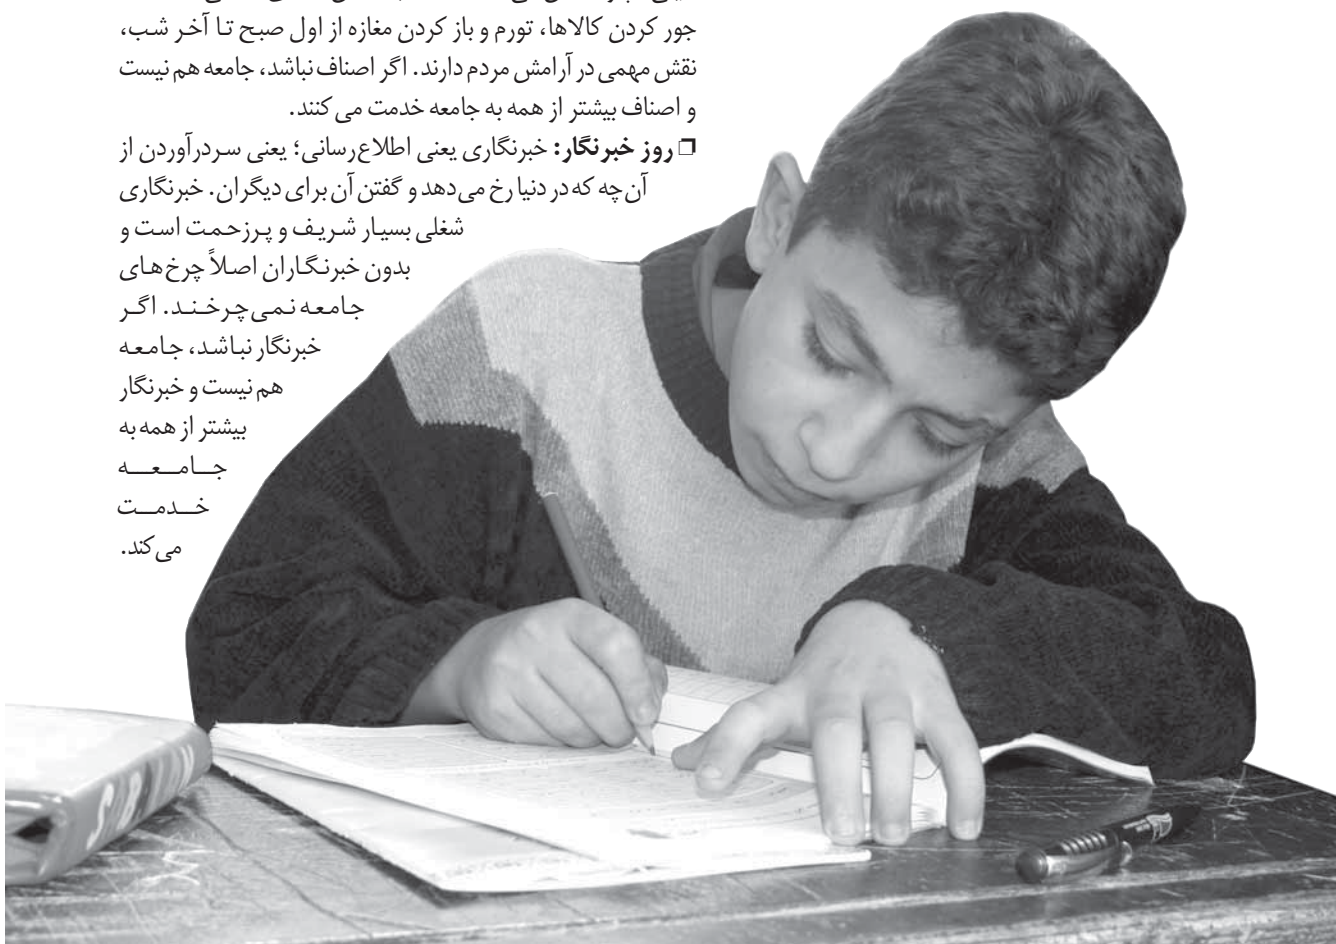 جور کردن کالاها، تورم و باز کردن مغازه از اول صبح تا آخر شب،
نقش مهمی در آرامش مردم دارند. اگر اصناف نباشد، جامعه هم نیست
و اصناف بیشتر از همه به جامعه خدمت می‌کنند.
❒ روز خبرنگار: خبرنگاری یعنی اطلاع‌رسانی؛ یعنی سردرآوردن از
آن‌چه که در دنیا رخ می‌دهد و گفتن آن برای دیگران. خبرنگاری
شغلی بسیار شریف و پرزحمت است و
بدون خبرنگاران اصلاً چرخ‌های
جامعه نمی‌چرخند. اگر
خبرنگار نباشد، جامعه
هم نیست و خبرنگار
بیشتر از همه به
جامعه
خدمت
می‌کند.